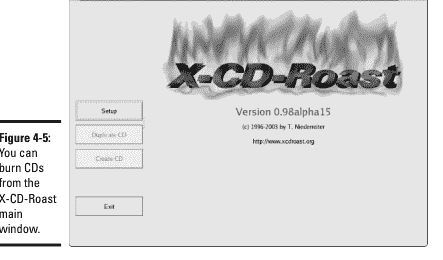 X-CD-Roast
Setup
Duplicate CD
Create CD
Exit
Version 0.98alpha15
(c) 1996-2003 by T. Niederreiter
http://www.xcdroast.org
Figure 4-5:
You can
burn CDs
from the
X-CD-Roast
main
window.